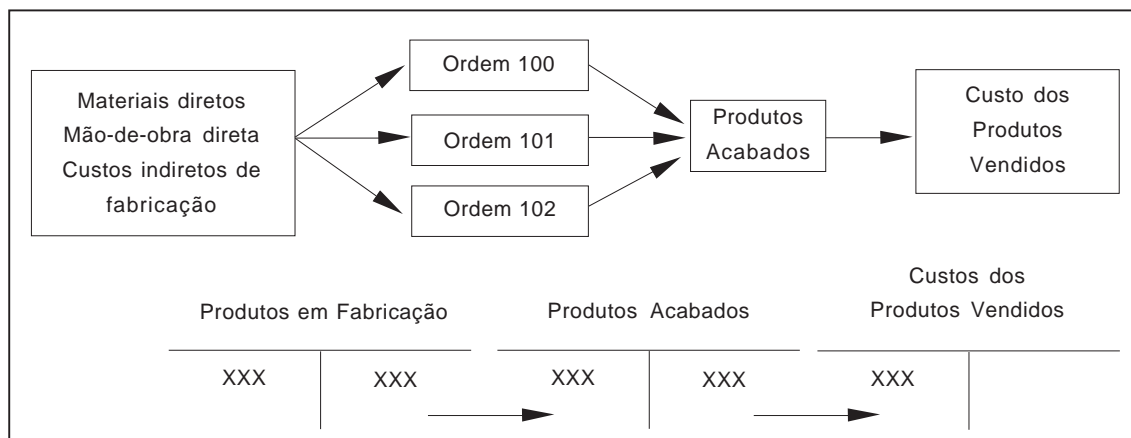 Materiais diretos
Mão-de-obra direta
Custos indiretos de
fabricação
Ordem 100
Ordem 101
Ordem 102
Produtos
Acabados
Custo dos
Produtos
Vendidos
Produtos em Fabricação
Produtos Acabados
Custos dos
Produtos Vendidos
XXX
XXX
XXX
XXX
XXX